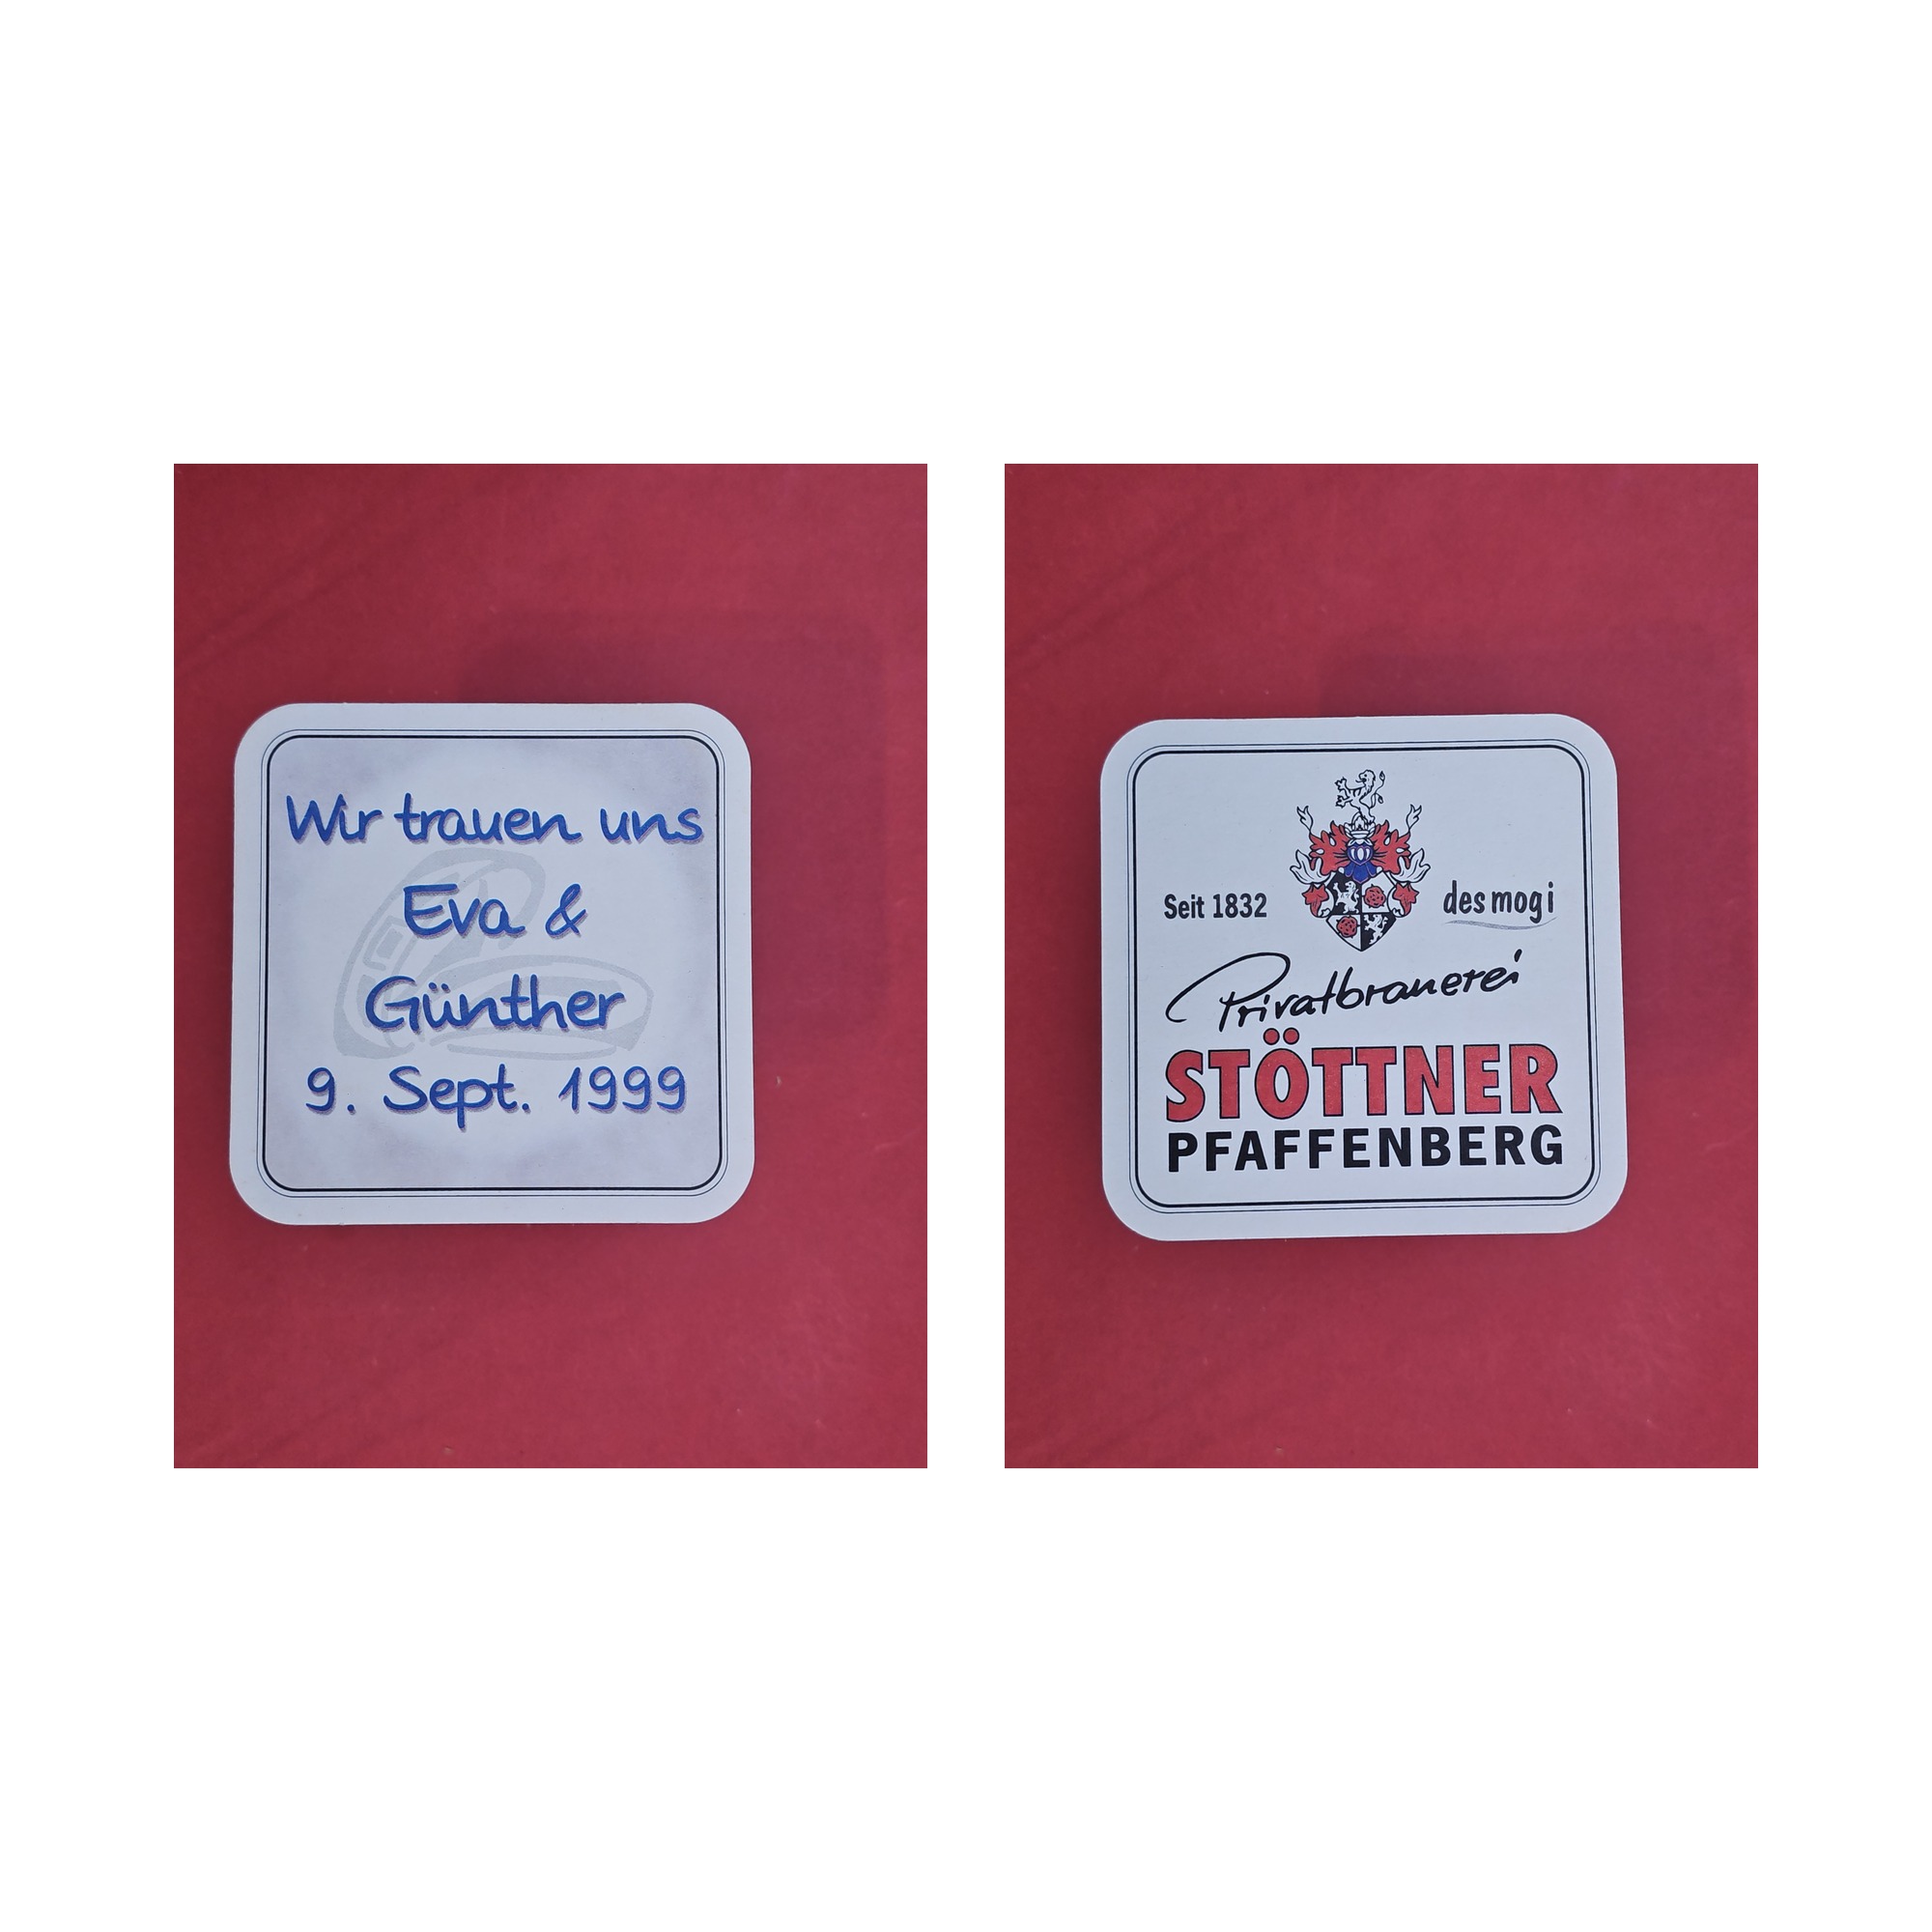 Wir trauen uns
Eva &
Günther
9. Sept. 1999
Seit 1832
des mog i
Privatbrauerei
STÖTTNER
PFAFFENBERG